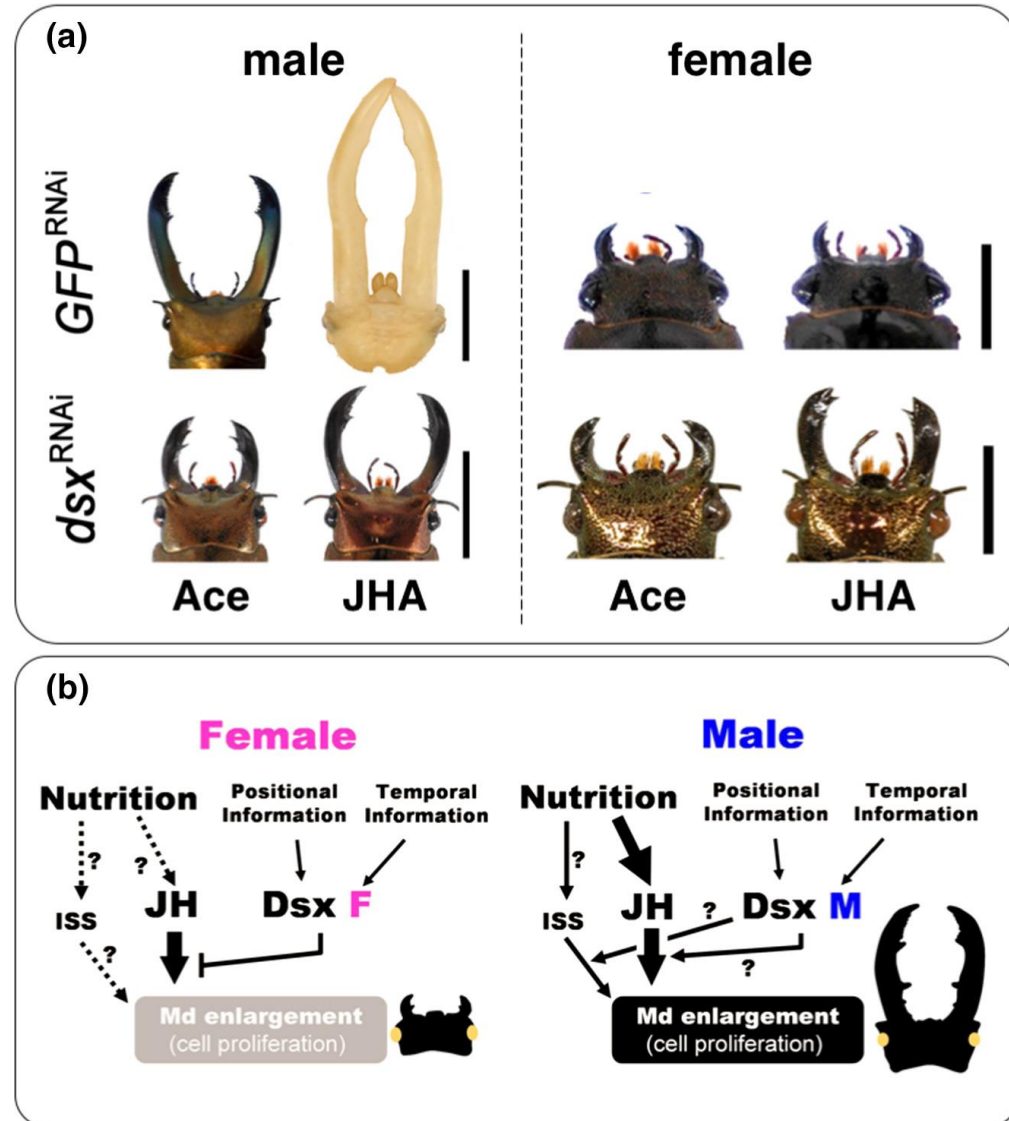 (a)
male
female
GFP RNAi
dsx RNAi
Ace
JHA
Ace
JHA
(b)
Female
Nutrition
Positional
Information
Temporal
Information
?
?
JH
Dsx F
ISS
?
Md enlargement
(cell proliferation)
Male
Nutrition
Positional
Information
Temporal
Information
?
ISS
JH
?
Dsx M
?
Md enlargement
(cell proliferation)